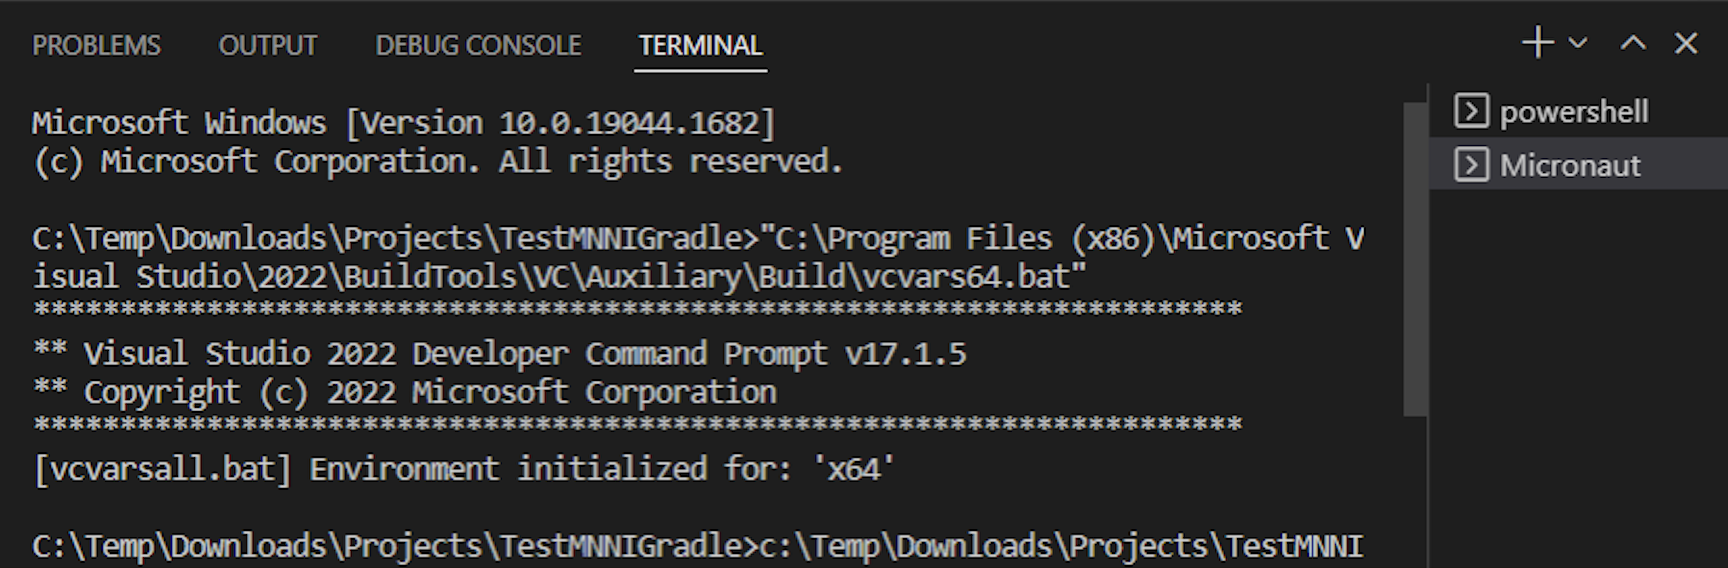 PROBLEMS OUTPUT DEBUG CONSOLE TERMINAL
Microsoft Windows [Version 10.0.19044.1682]
(c) Microsoft Corporation. All rights reserved.
C:\Temp\Downloads\Projects\TestMNNIGradle>"C:\Program Files (x86)\Microsoft V
isual Studio\2022\BuildTools\VC\Auxiliary\Build\vcvars64.bat"
**********************************************************************
** Visual Studio 2022 Developer Command Prompt v17.1.5
** Copyright (c) 2022 Microsoft Corporation
**********************************************************************
[vcvarsall.bat] Environment initialized for: 'x64'
C:\Temp\Downloads\Projects\TestMNNIGradle>c:\Temp\Downloads\Projects\TestMNNI
powershell
Micronaut